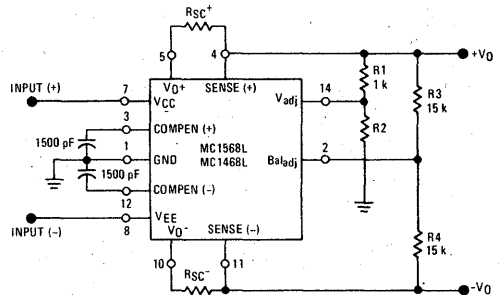 RSC+
5
4
+VO
INPUT (+)
7
VO+
SENSE (+)
14
R1
1 k
R3
15 k
VCC
Vadj
3
COMPEN (+)
1500 pF
R2
1
GND
MC1568L
MC1468L
2
Baladj
1500 pF
COMPEN (-)
12
VEE
INPUT (-)
8
VO-
SENSE (-)
R4
15 k
10
RSC-
11
-VO